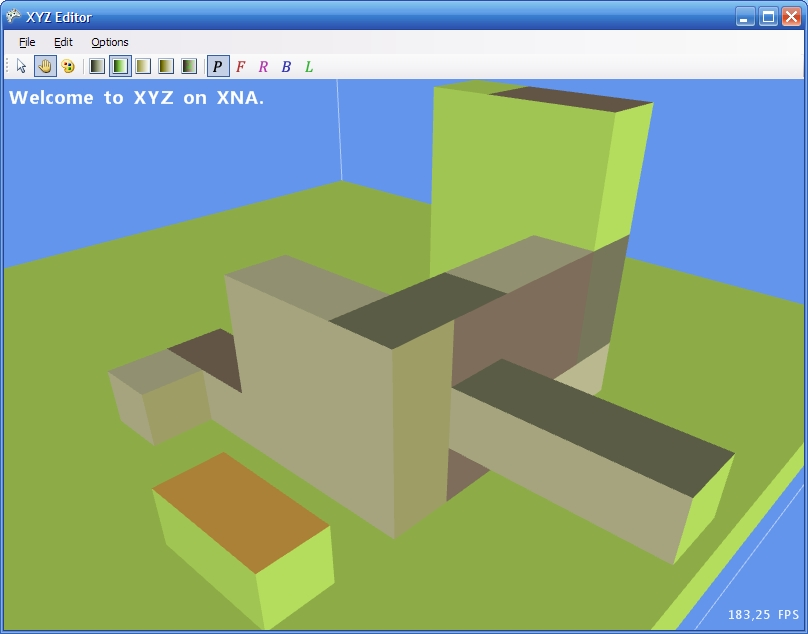 XYZ Editor
File Edit Options
P F R B L
Welcome to XYZ on XNA.
183,25 FPS